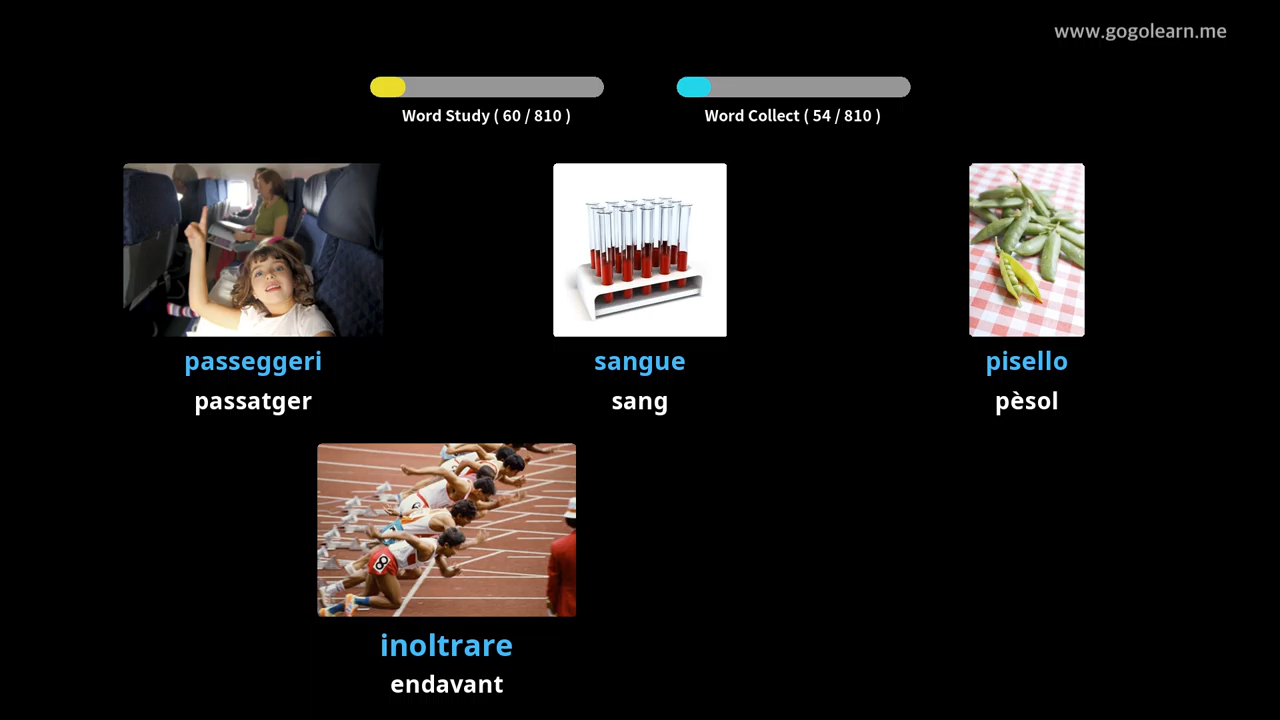 www.gogolearn.me
Word Study ( 60 / 810 )
Word Collect ( 54 / 810 )
passeggeri
passatger
sangue
sang
pisello
pèsol
8
inoltrare
endavant